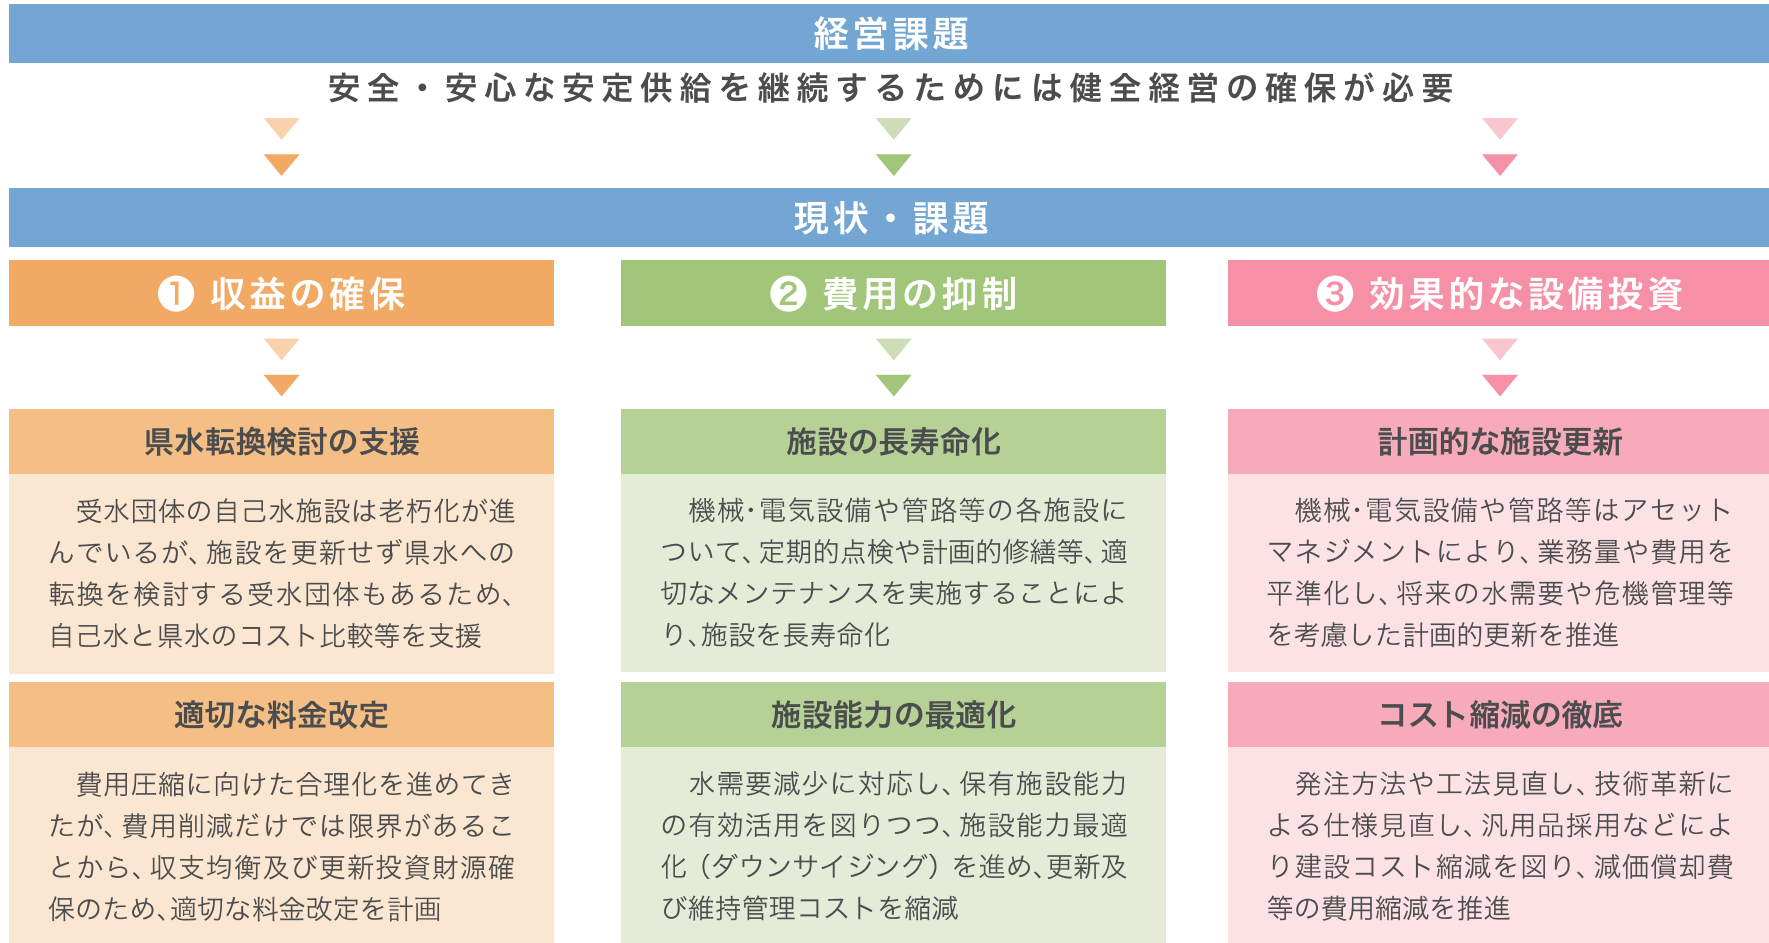 経営課題
安全・安心な安定供給を継続するためには健全経営の確保が必要
現状・課題
❶ 収益の確保
県水転換検討の支援
受水団体の自己水施設は老朽化が進
んでいるが、施設を更新せず県水への
転換を検討する受水団体もあるため、
自己水と県水のコスト比較等を支援
適切な料金改定
費用圧縮に向けた合理化を進めてき
たが、費用削減だけでは限界があるこ
とから、収支均衡及び更新投資財源確
保のため、適切な料金改定を計画
❷ 費用の抑制
施設の長寿命化
機械・電気設備や管路等の各施設に
ついて、定期的点検や計画的修繕等、適
切なメンテナンスを実施することによ
り、施設を長寿命化
施設能力の最適化
水需要減少に対応し、保有施設能力
の有効活用を図りつつ、施設能力最適
化（ダウンサイジング）を進め、更新及
び維持管理コストを縮減
❸ 効果的な設備投資
計画的な施設更新
機械・電気設備や管路等はアセット
マネジメントにより、業務量や費用を
平準化し、将来の水需要や危機管理等
を考慮した計画的更新を推進
コスト縮減の徹底
発注方法や工法見直し、技術革新に
よる仕様見直し、汎用品採用などによ
り建設コスト縮減を図り、減価償却費
等の費用縮減を推進